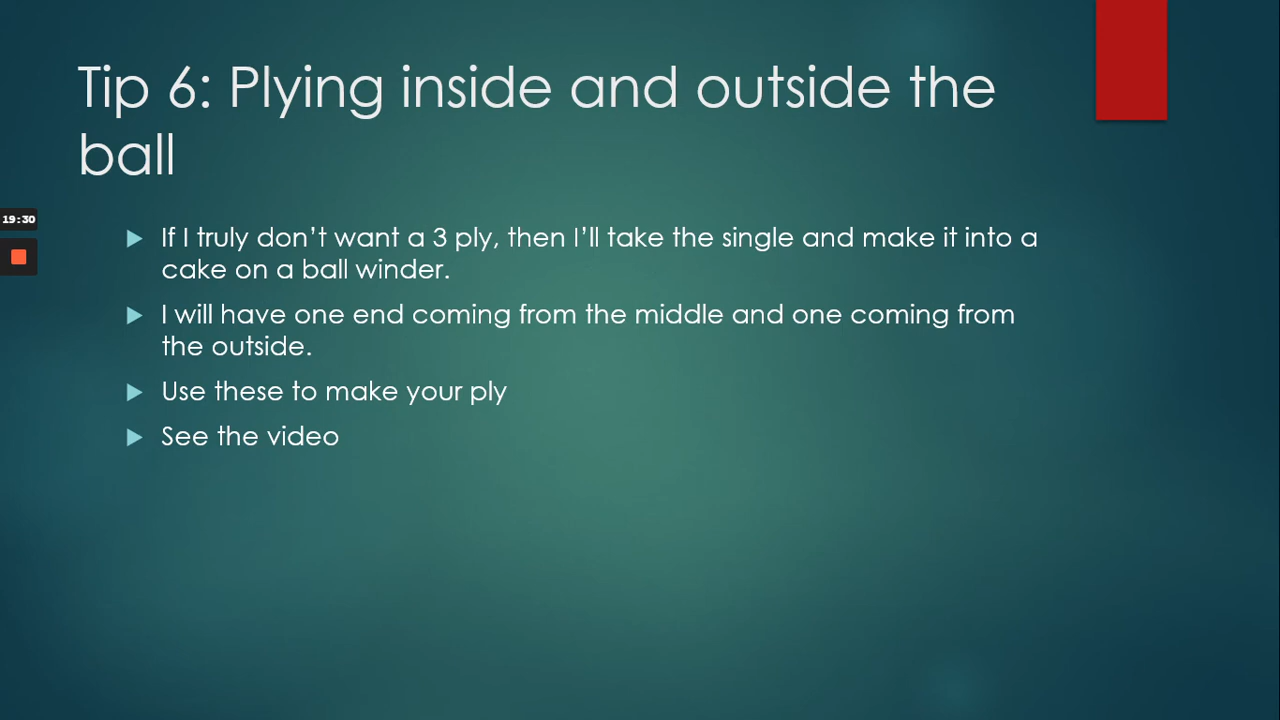 Tip 6: Plying inside and outside the
ball
19:30
If I truly don’t want a 3 ply, then I’ll take the single and make it into a
cake on a ball winder.
I will have one end coming from the middle and one coming from
the outside.
Use these to make your ply
See the video